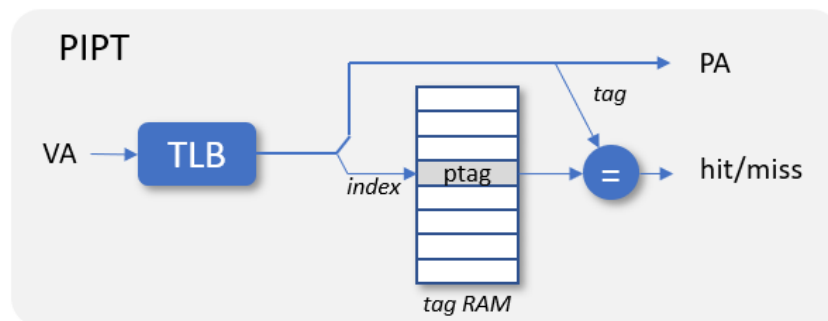 PIPT
PA
tag
VA
TLB
index
ptag
=
hit/miss
tag RAM